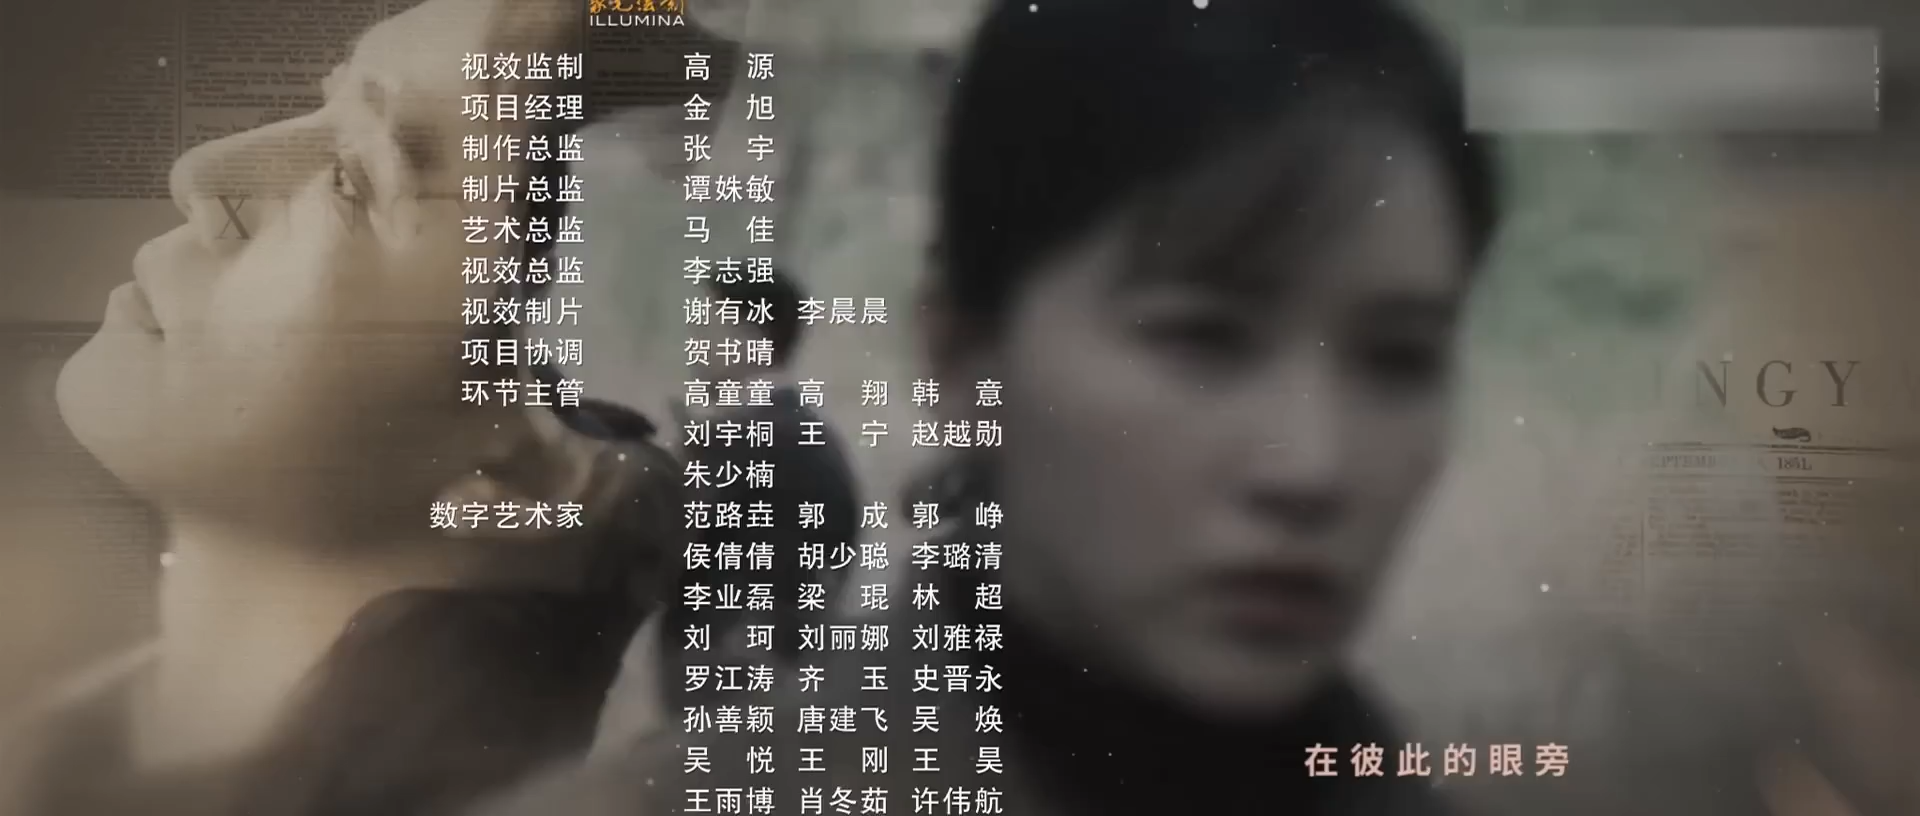 ILLUMINA
视效监制 高 源
项目经理 金 旭
制作总监 张 宇
制片总监 谭姝敏
艺术总监 马 佳
视效总监 李志强
视效制片 谢有冰 李晨晨
项目协调 贺书晴
环节主管 高童童 高 翔 韩 意
刘宇桐 王 宁 赵越勋
朱少楠
数字艺术家 范路垚 郭 成 郭 峥
侯倩倩 胡少聪 李璐清
李业磊 梁 琨 林 超
刘 珂 刘丽娜 刘雅禄
罗江涛 齐 玉 史晋永
孙善颖 唐建飞 吴 焕
吴 悦 王 刚 王 昊
王雨博 肖冬茹 许伟航
在彼此的眼旁
X
NGY
1851.